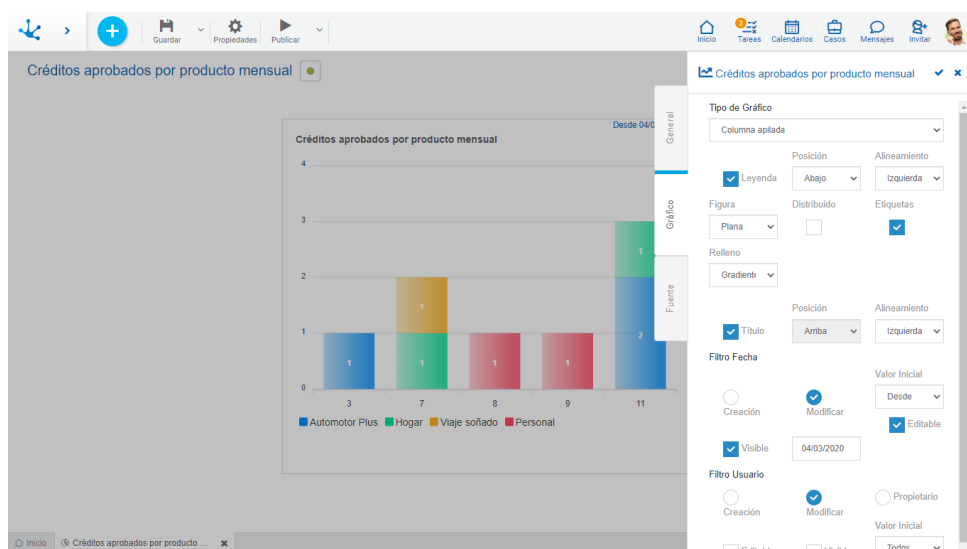 Guardar
Propiedades
Publicar
Inicio
2
Tareas
Calendarios
Casos
Mensajes
Invitar
Créditos aprobados por producto mensual
Desde 04/0
Créditos aprobados por producto mensual
4
3
2
1
0
1
1
1
1
1
1
2
3
7
8
9
11
Automotor Plus Hogar Viaje soñado Personal
General
Gráfico
Fuente
Créditos aprobados por producto mensual
Tipo de Gráfico
Columna apilada
Posición Alineamiento
Leyenda Abajo Izquierda
Figura Distribuido Etiquetas
Plana
Relleno
Gradiente
Posición Alineamiento
Título Arriba Izquierda
Filtro Fecha
Valor Inicial
Creación Modificar Desde
Editable
Visible 04/03/2020
Filtro Usuario
Creación Modificar Propietario
Valor Inicial
Todos
Inicio
Créditos aprobados por producto ...